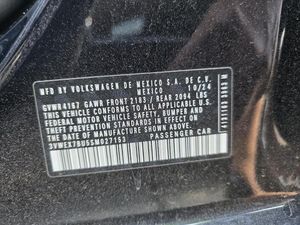 MFD BY VOLKSWAGEN DE MEXICO S.A. DE C.V.
MEXICO 10/24
GVWR 4197 GAWR FRONT 2183 / REAR 2094 LBS
THIS VEHICLE CONFORMS TO ALL APPLICABLE
FEDERAL MOTOR VEHICLE SAFETY, BUMPER AND
THEFT PREVENTION STANDARDS IN EFFECT
ON THE DATE OF MANUFACTURE SHOWN ABOVE
3VWEX7BU5SM027153 PASSENGER CAR